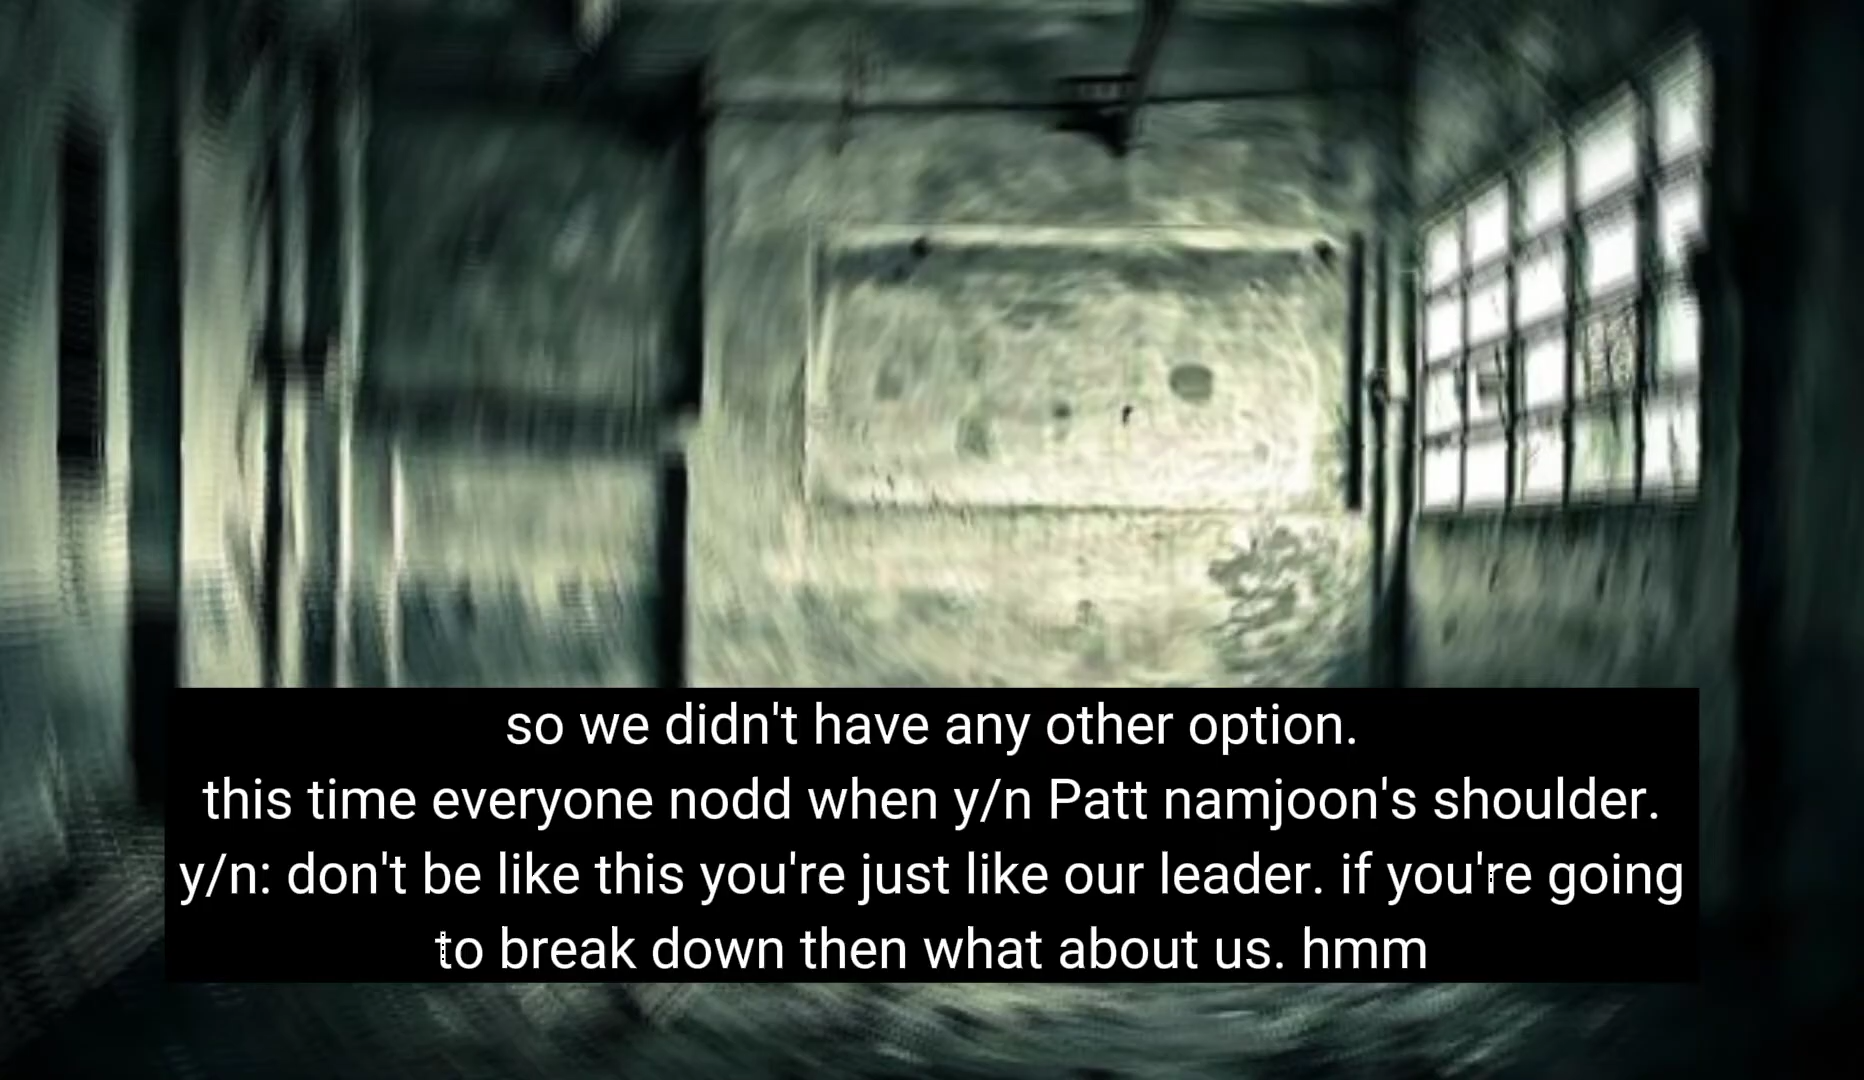 so we didn't have any other option.
this time everyone nodd when y/n Patt namjoon's shoulder.
y/n: don't be like this you're just like our leader. if you're going
to break down then what about us. hmm